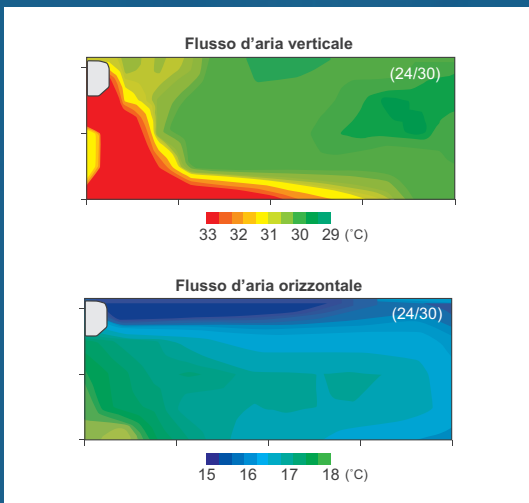 Flusso d'aria verticale
(24/30)
33 32 31 30 29 (˚C)
Flusso d'aria orizzontale
(24/30)
15 16 17 18 (˚C)